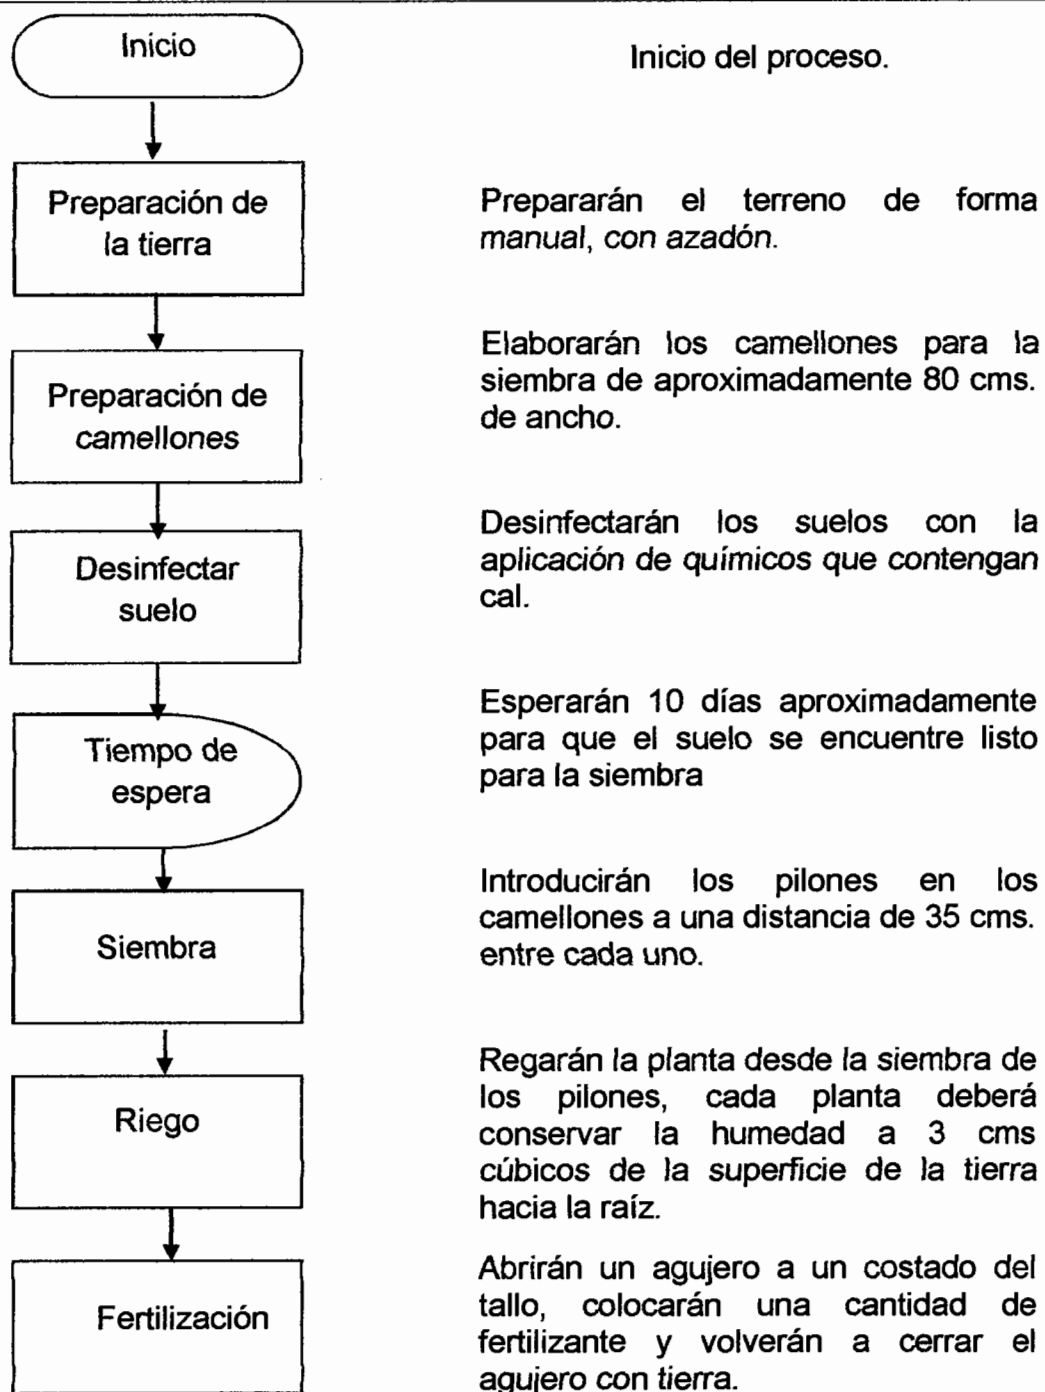 Inicio
Inicio del proceso.
Preparación de
la tierra
Prepararán el terreno de forma
manual, con azadón.
Preparación de
camellones
Elaborarán los camellones para la
siembra de aproximadamente 80 cms.
de ancho.
Desinfectar
suelo
Desinfectarán los suelos con la
aplicación de químicos que contengan
cal.
Tiempo de
espera
Esperarán 10 días aproximadamente
para que el suelo se encuentre listo
para la siembra
Siembra
Introducirán los pilones en los
camellones a una distancia de 35 cms.
entre cada uno.
Riego
Regarán la planta desde la siembra de
los pilones, cada planta deberá
conservar la humedad a 3 cms
cúbicos de la superficie de la tierra
hacia la raíz.
Fertilización
Abrirán un agujero a un costado del
tallo, colocarán una cantidad de
fertilizante y volverán a cerrar el
agujero con tierra.